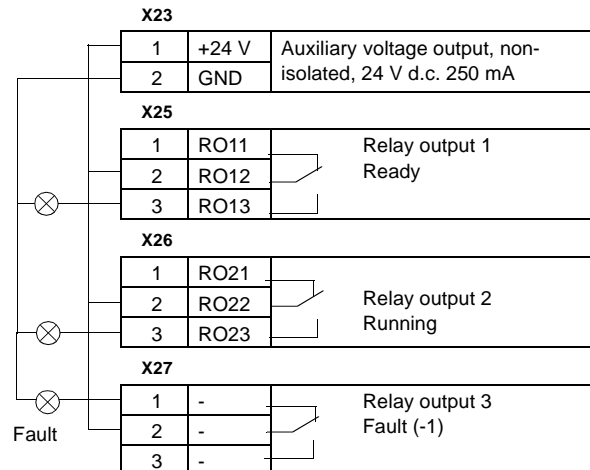 X23
1 +24 V Auxiliary voltage output, non-
2 GND isolated, 24 V d.c. 250 mA
X25
1 RO11 Relay output 1
2 RO12 Ready
3 RO13
X26
1 RO21
2 RO22 Relay output 2
3 RO23 Running
X27
1 - Relay output 3
2 - Fault (-1)
Fault
3 -